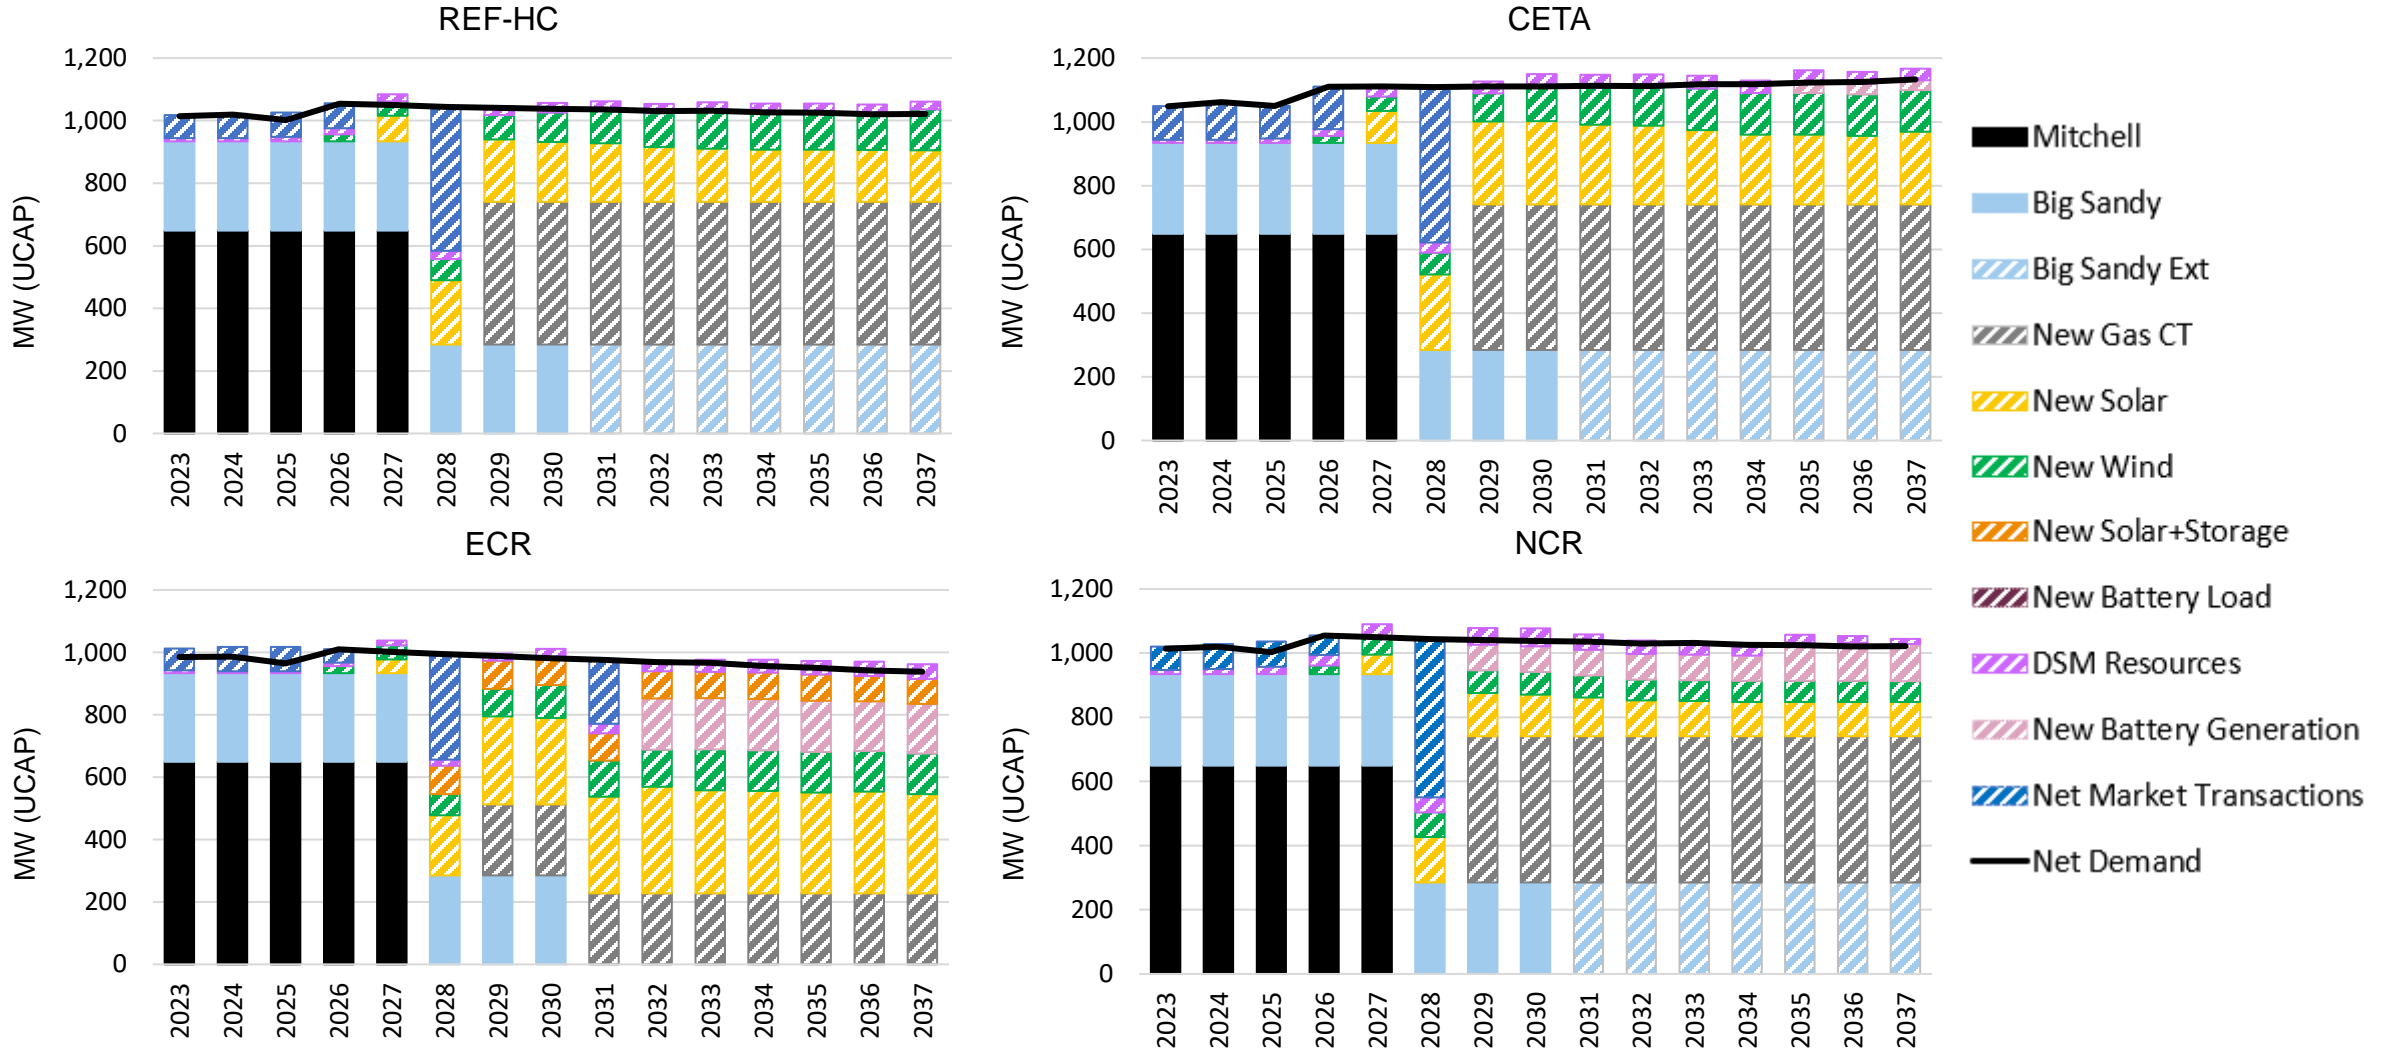 REF-HC
MW (UCAP)
1,200
1,000
800
600
400
200
0
2023 2024 2025 2026 2027 2028 2029 2030 2031 2032 2033 2034 2035 2036 2037
CETA
MW (UCAP)
1,200
1,000
800
600
400
200
0
2023 2024 2025 2026 2027 2028 2029 2030 2031 2032 2033 2034 2035 2036 2037
ECR
MW (UCAP)
1,200
1,000
800
600
400
200
0
2023 2024 2025 2026 2027 2028 2029 2030 2031 2032 2033 2034 2035 2036 2037
NCR
MW (UCAP)
1,200
1,000
800
600
400
200
0
2023 2024 2025 2026 2027 2028 2029 2030 2031 2032 2033 2034 2035 2036 2037
Mitchell
Big Sandy
Big Sandy Ext
New Gas CT
New Solar
New Wind
New Solar+Storage
New Battery Load
DSM Resources
New Battery Generation
Net Market Transactions
Net Demand